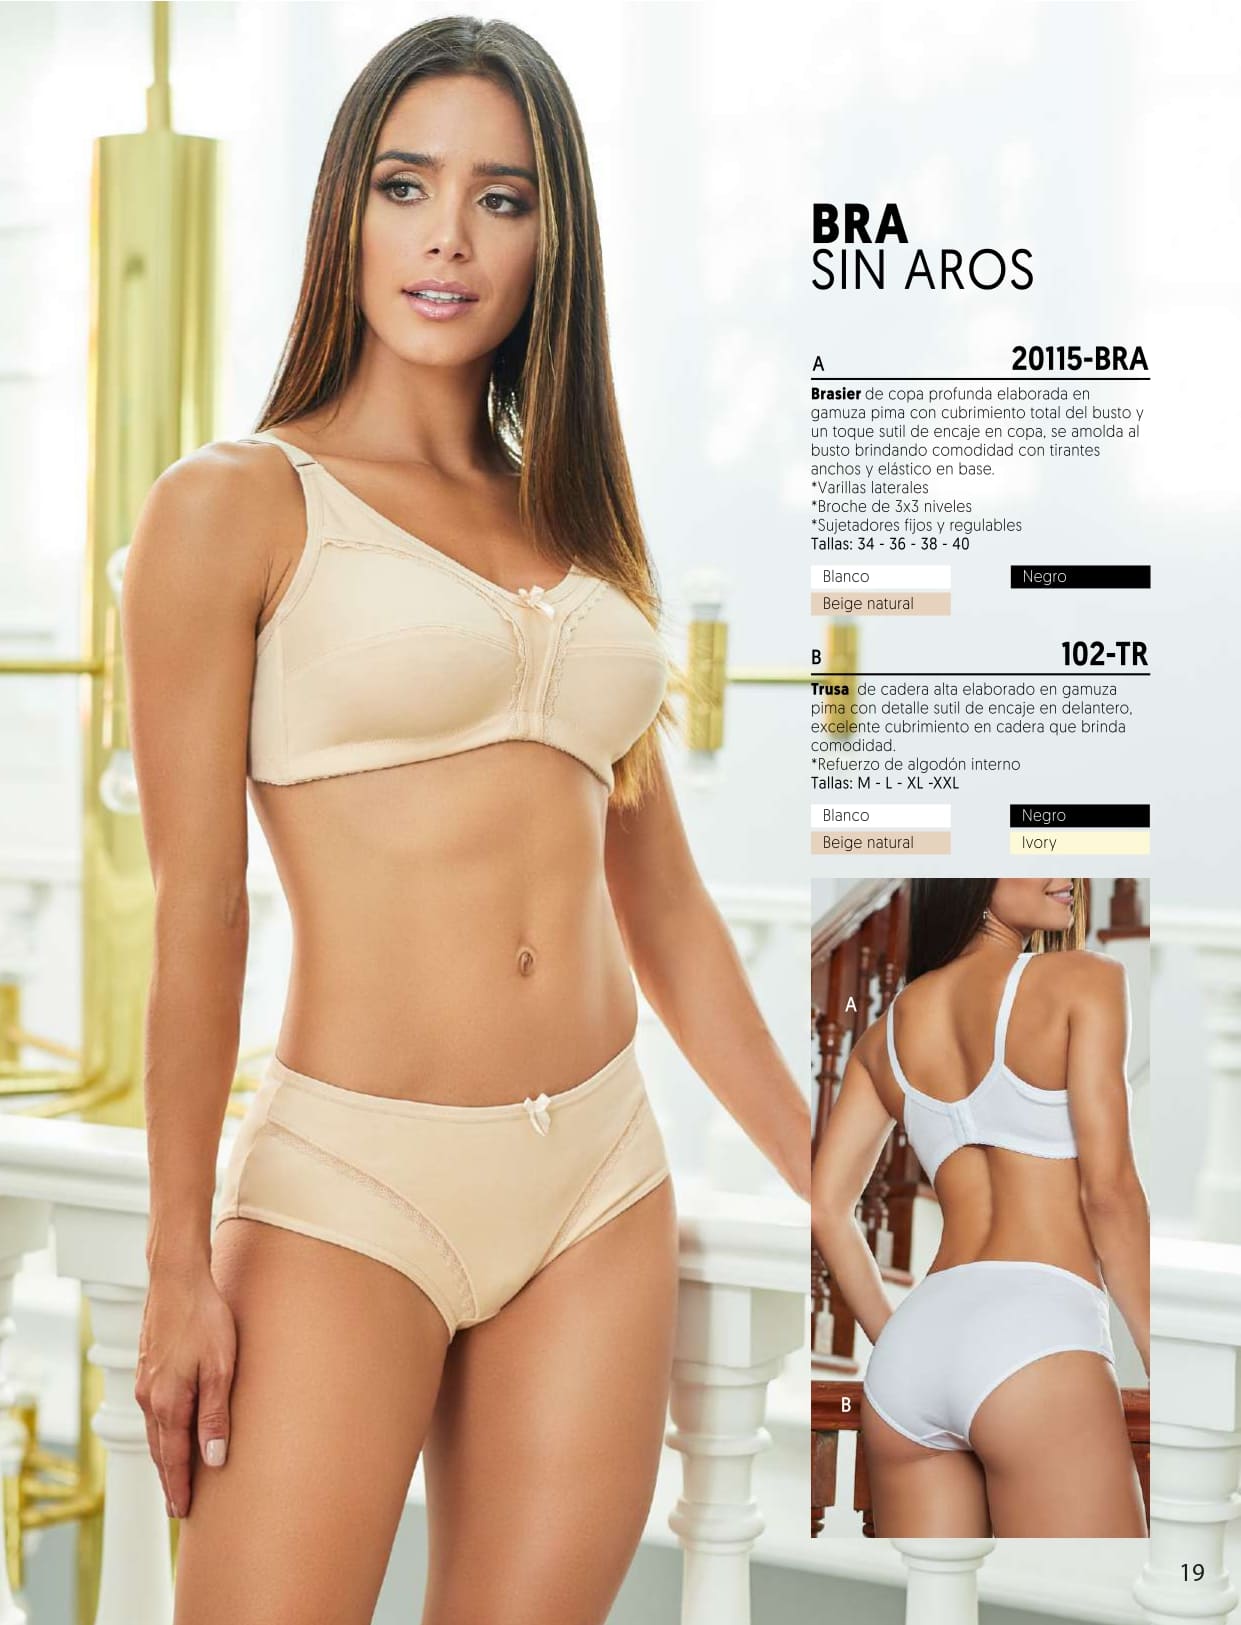 BRA
SIN AROS
A 20115-BRA
Brasier de copa profunda elaborada en
gamuza pima con cubrimiento total del busto y
un toque sutil de encaje en copa, se amolda al
busto brindando comodidad con tirantes
anchos y elástico en base.
*Varillas laterales
*Broche de 3x3 niveles
*Sujetadores fijos y regulables
Tallas: 34 - 36 - 38 - 40
Blanco Negro
Beige natural
B 102-TR
Trusa de cadera alta elaborado en gamuza
pima con detalle sutil de encaje en delantero,
excelente cubrimiento en cadera que brinda
comodidad.
*Refuerzo de algodón interno
Tallas: M - L - XL -XXL
Blanco Negro
Beige natural Ivory
A
B
19